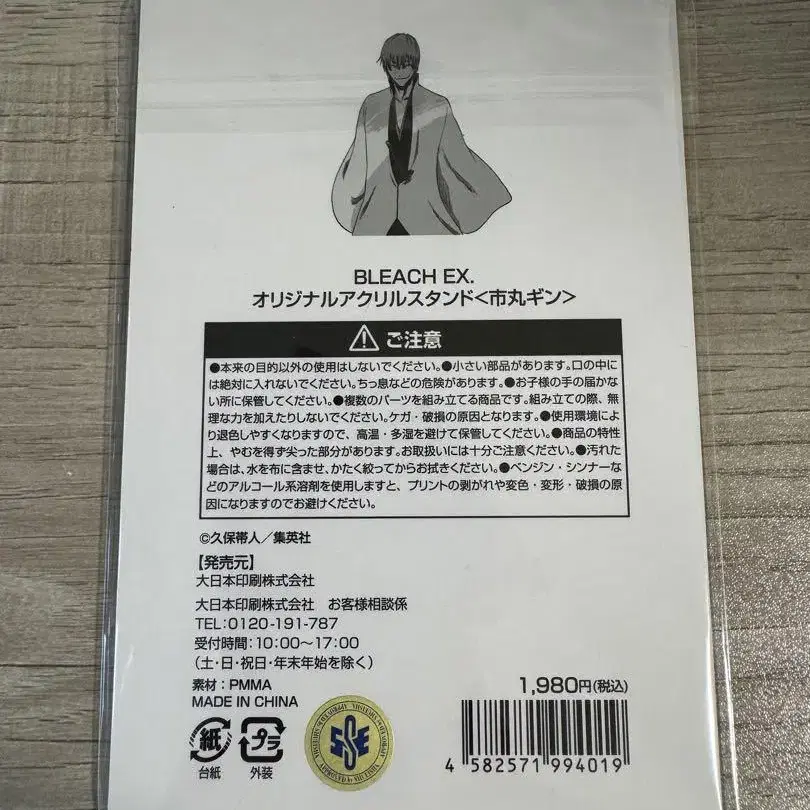 BLEACH EX.
オリジナルアクリルスタンド<市丸ギン>
ご注意
●本来の目的以外の使用はしないでください。●小さい部品があります。口の中に
は絶対に入れないでください。ちっ息などの危険があります。●お子様の手の届かな
い所に保管してください。●複数のパーツを組み立てる商品です。組み立ての際、無
理な力を加えたりしないでください。ケガ・破損の原因となります。●使用環境によ
り退色しやすくなりますので、高温・多湿を避けて保管してください。●商品の特性
上、やむを得ず尖った部分があります。お取扱いには十分ご注意ください。●汚れた
場合は、水を布に含ませ、かたく絞ってからお拭きください。●ベンジン・シンナーな
どのアルコール系溶剤を使用しますと、プリントの剥がれや変色・変形・破損の原
因になりますのでお避けください。
©久保帯人/集英社
【発売元】
大日本印刷株式会社
大日本印刷株式会社 お客様相談係
TEL:0120-191-787
受付時間:10:00〜17:00
(土・日・祝日・年末年始を除く)
素材:PMMA
MADE IN CHINA
1,980円(税込)
紙
プラ
台紙
外装
4 582571 994019